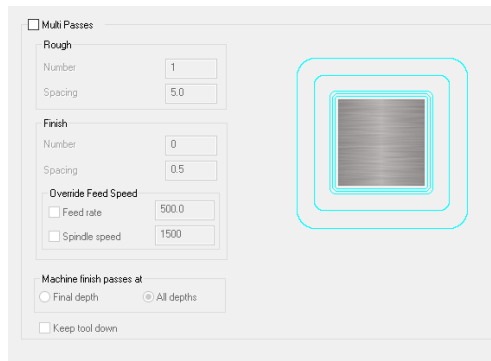 Multi Passes
Rough
Number 1
Spacing 5.0
Finish
Number 0
Spacing 0.5
Override Feed Speed
Feed rate 500.0
Spindle speed 1500
Machine finish passes at
Final depth All depths
Keep tool down